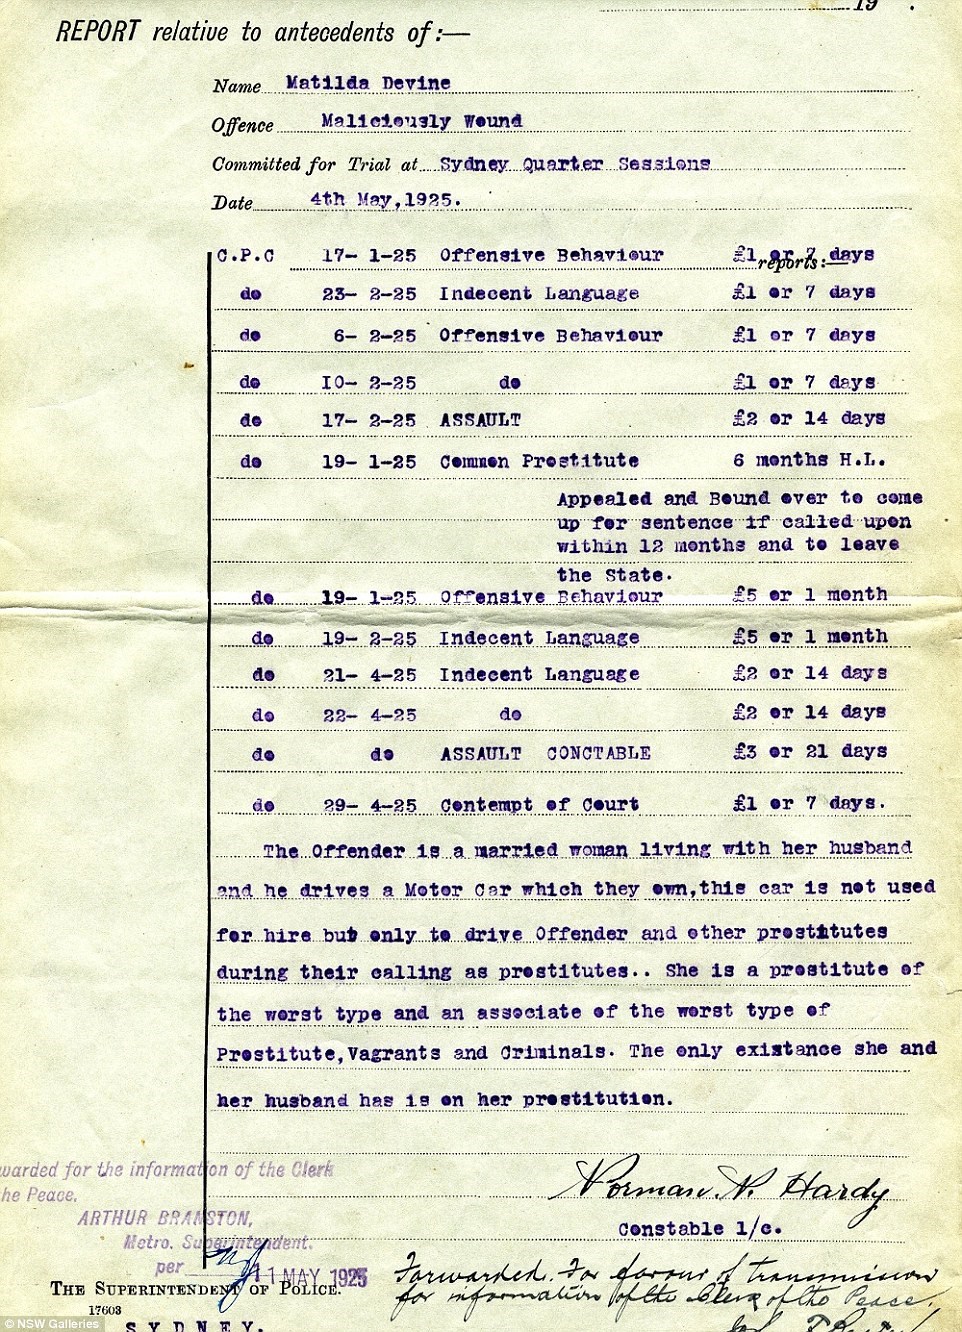 19 .
REPORT relative to antecedents of:—
Name Matilda Devine
Offence Maliciously Wound
Committed for Trial at Sydney Quarter Sessions
Date 4th May,1925.
C.P.C 17- 1-25 Offensive Behaviour £1 or 7 days
reports:—
do 23- 2-25 Indecent Language £1 or 7 days
do 6- 2-25 Offensive Behaviour £1 or 7 days
do 10- 2-25 do £1 or 7 days
do 17- 2-25 ASSAULT £2 or 14 days
do 19- 1-25 Common Prostitute 6 months H.L.
Appealed and Bound over to come
up for sentence if called upon
within 12 months and to leave
the State.
do 19- 1-25 Offensive Behaviour £5 or 1 month
do 19- 2-25 Indecent Language £5 or 1 month
do 21- 4-25 Indecent Language £2 or 14 days
do 22- 4-25 do £2 or 14 days
do do ASSAULT CONCTABLE £3 or 21 days
do 29- 4-25 Contempt of Court £1 or 7 days.
The Offender is a married woman living with her husband
and he drives a Motor Car which they own,this car is not used
for hire but only to drive Offender and other prostitutes
during their calling as prostitutes.. She is a prostitute of
the worst type and an associate of the worst type of
Prostitute,Vagrants and Criminals. The only existance she and
her husband has is on her prostitution.
warded for the information of the Clerk
he Peace.
Norman. N. Hardy
ARTHUR BRANSTON,
Constable 1/c.
Metro. Superintendent.
per 11 MAY 1925
Forwarded. For favour of transmission
THE SUPERINTENDENT OF POLICE.
for information of the Clerk of the Peace.
17603
SYDNEY.
© NSW Galleries